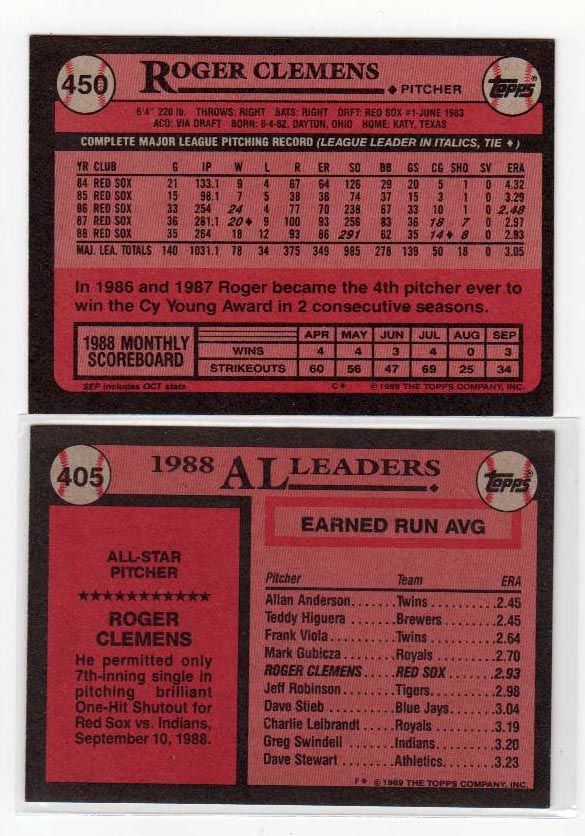 450
ROGER CLEMENS
PITCHER
Topps®
6'4" 220 lb. THROWS: RIGHT BATS: RIGHT DRFT: RED SOX #1-JUNE 1983
ACQ: VIA DRAFT BORN: 8-4-62, DAYTON, OHIO HOME: KATY, TEXAS
COMPLETE MAJOR LEAGUE PITCHING RECORD (LEAGUE LEADER IN ITALICS, TIE ♦)
YR CLUB G IP W L R ER SO BB GS CG SHO SV ERA
84 RED SOX 21 133.1 9 4 67 64 126 29 20 5 1 0 4.32
85 RED SOX 15 98.1 7 5 38 36 74 37 15 3 1 0 3.29
86 RED SOX 33 254 24 4 77 70 238 67 33 10 1 0 2.48
87 RED SOX 36 281.1 20♦ 9 100 93 256 83 36 18 7 0 2.97
88 RED SOX 35 264 18 12 93 86 291 62 35 14♦ 8 0 2.93
MAJ. LEA. TOTALS 140 1031.1 78 34 375 349 985 278 139 50 18 0 3.05
In 1986 and 1987 Roger became the 4th pitcher ever to
win the Cy Young Award in 2 consecutive seasons.
1988 MONTHLY
SCOREBOARD
APR MAY JUN JUL AUG SEP
WINS 4 4 3 4 0 3
STRIKEOUTS 60 56 47 69 25 34
SEP includes OCT stats
C* © 1989 THE TOPPS COMPANY, INC.
405
1988 AL LEADERS
Topps®
EARNED RUN AVG
ALL-STAR
PITCHER
★★★★★★★★★★★
ROGER
CLEMENS
He permitted only
7th-inning single in
pitching brilliant
One-Hit Shutout for
Red Sox vs. Indians,
September 10, 1988.
Pitcher Team ERA
Allan Anderson......Twins.........2.45
Teddy Higuera......Brewers......2.45
Frank Viola..........Twins.........2.64
Mark Gubicza.......Royals........2.70
ROGER CLEMENS.....RED SOX......2.93
Jeff Robinson.......Tigers........2.98
Dave Stieb..........Blue Jays.....3.04
Charlie Leibrandt...Royals........3.19
Greg Swindell.......Indians.......3.20
Dave Stewart.......Athletics.....3.23
F* © 1989 THE TOPPS COMPANY, INC.